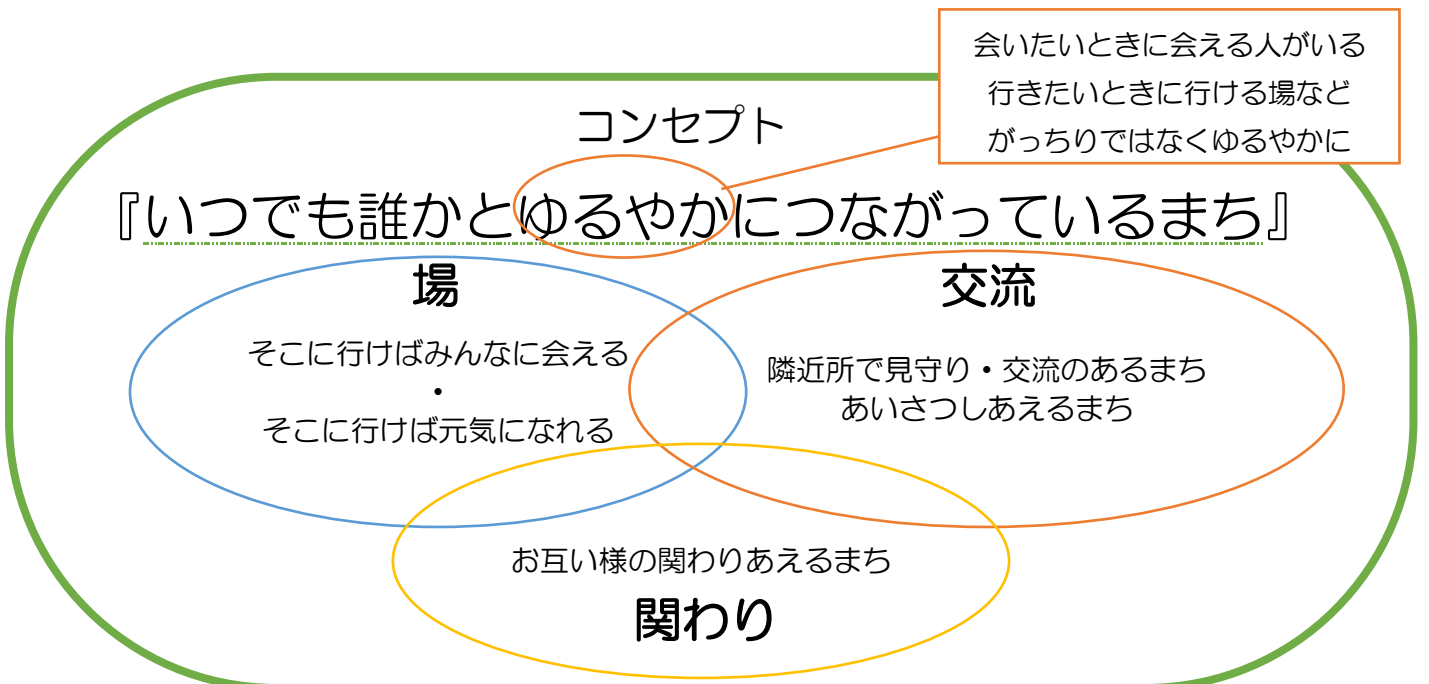 会いたいときに会える人がいる
行きたいときに行ける場など
がっちりではなくゆるやかに
コンセプト
『いつでも誰かとゆるやかにつながっているまち』
場
そこに行けばみんなに会える
・
そこに行けば元気になれる
交流
隣近所で見守り・交流のあるまち
あいさつしあえるまち
お互い様の関わりあえるまち
関わり